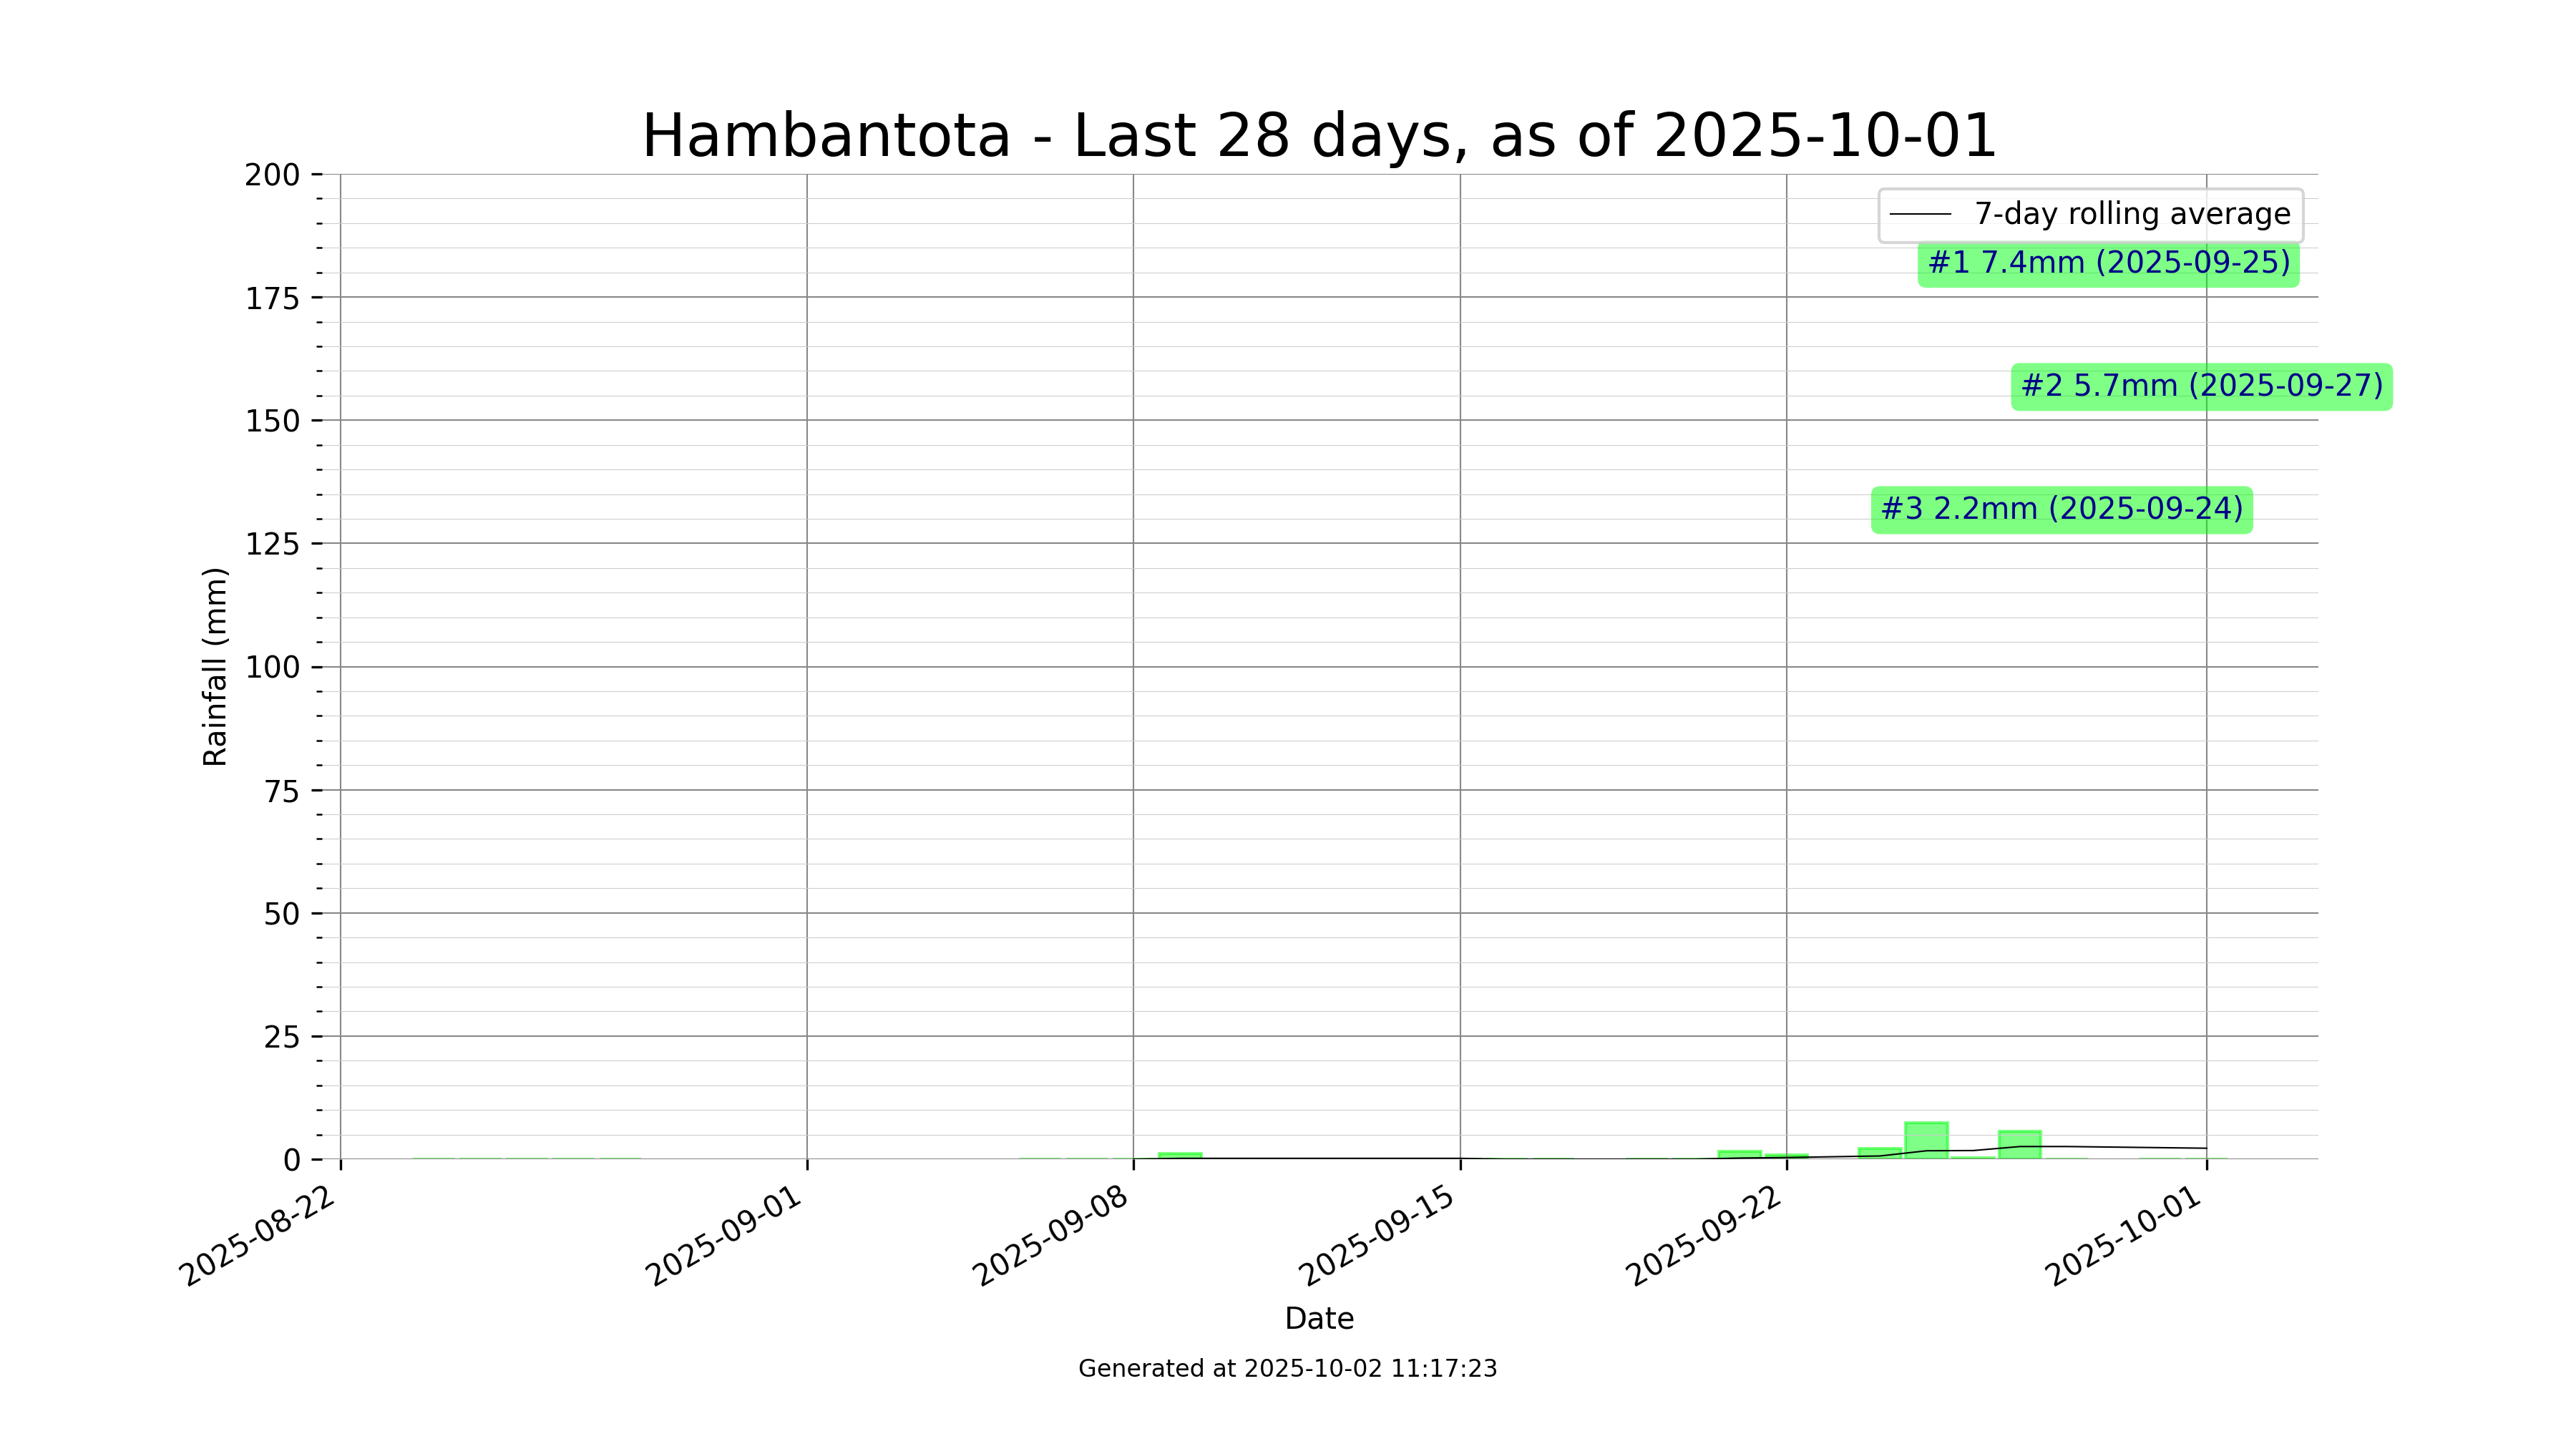 Hambantota - Last 28 days, as of 2025-10-01
200
175
150
125
100
75
50
25
0
Rainfall (mm)
7-day rolling average
#1 7.4mm (2025-09-25)
#2 5.7mm (2025-09-27)
#3 2.2mm (2025-09-24)
2025-08-22
2025-09-01
2025-09-08
2025-09-15
2025-09-22
2025-10-01
Date
Generated at 2025-10-02 11:17:23